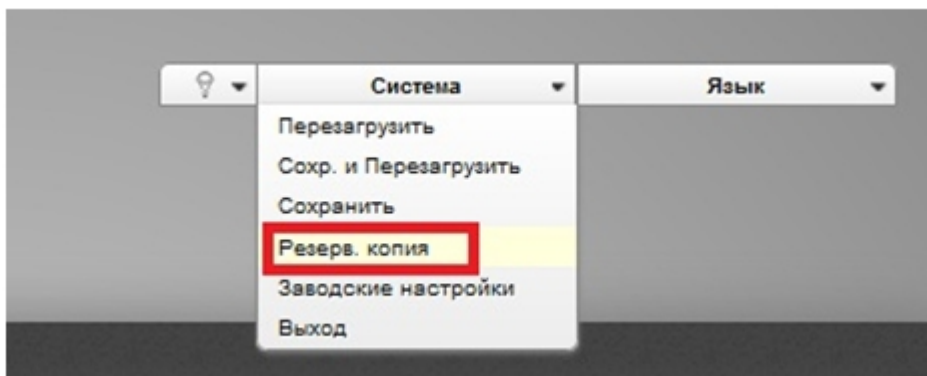 Система Язык
Перезагрузить
Сохр. и Перезагрузить
Сохранить
Резерв. копия
Заводские настройки
Выход